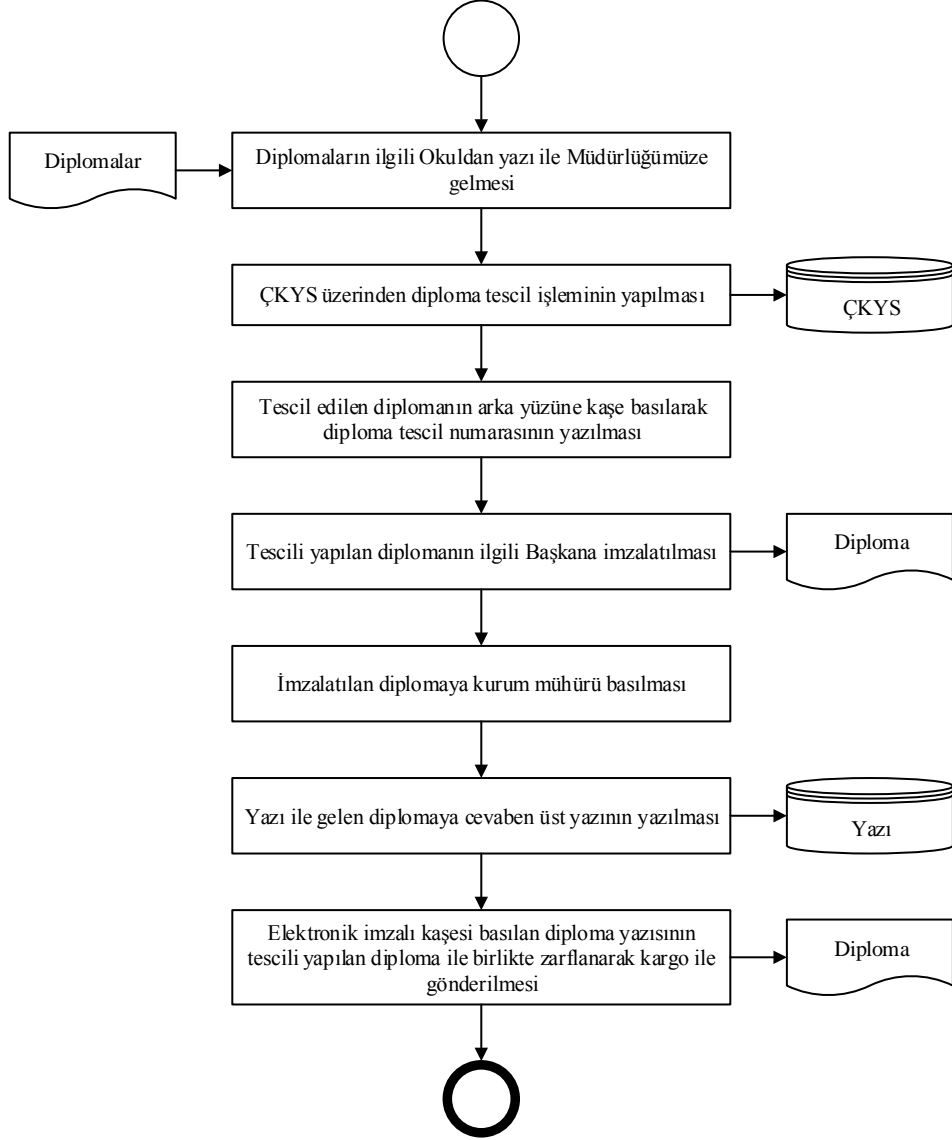 Diplomalar
Diplomaların ilgili Okuldan yazı ile Müdürlüğümüze
gelmesi
ÇKYS üzerinden diploma tescil işleminin yapılması
ÇKYS
Tescil edilen diplomanın arka yüzüne kaşe basılarak
diploma tescil numarasının yazılması
Tescili yapılan diplomanın ilgili Başkana imzalatılması
Diploma
İmzalatılan diplomaya kurum mühürü basılması
Yazı ile gelen diplomaya cevaben üst yazının yazılması
Yazı
Elektronik imzalı kaşesi basılan diploma yazısının
tescili yapılan diploma ile birlikte zarflanarak kargo ile
gönderilmesi
Diploma